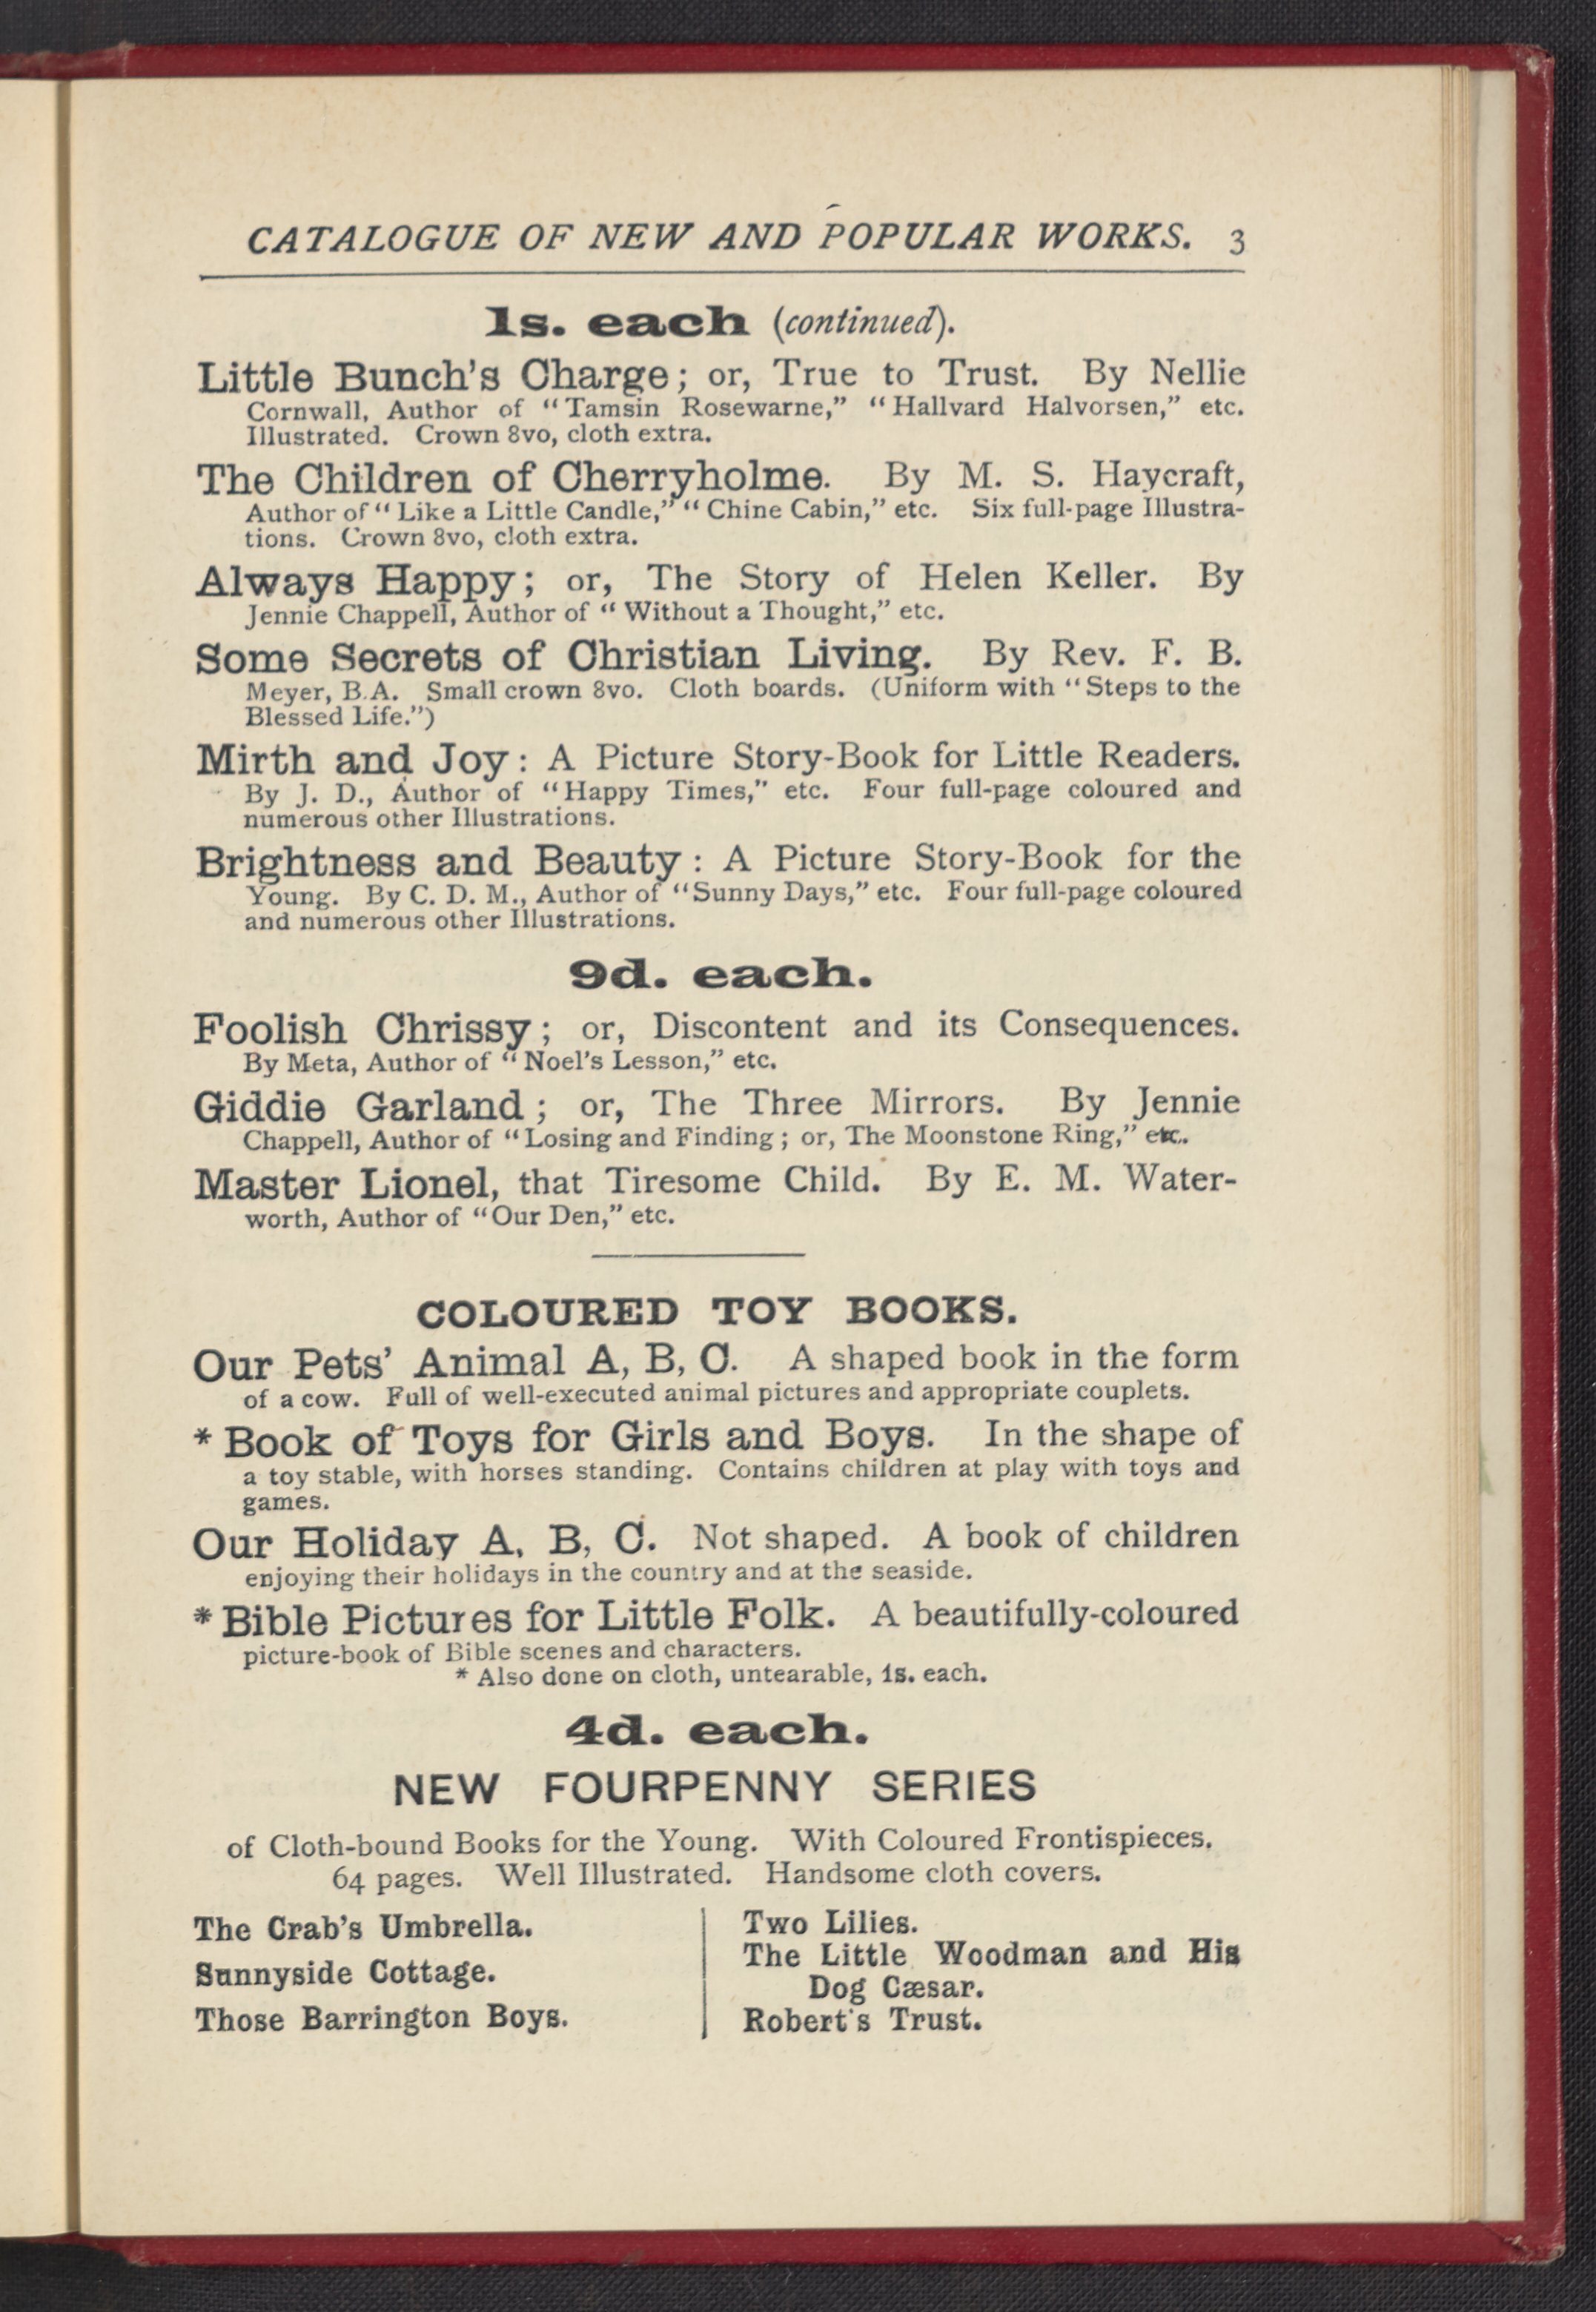 CATALOGUE OF NEW AND POPULAR WORKS. 3
1s. each (continued).
Little Bunch's Charge; or, True to Trust. By Nellie
Cornwall, Author of "Tamsin Rosewarne," "Hallvard Halvorsen," etc.
Illustrated. Crown 8vo, cloth extra.
The Children of Cherryholme. By M. S. Haycraft,
Author of "Like a Little Candle," "Chine Cabin," etc. Six full-page Illustra-
tions. Crown 8vo, cloth extra.
Always Happy; or, The Story of Helen Keller. By
Jennie Chappell, Author of "Without a Thought," etc.
Some Secrets of Christian Living. By Rev. F. B.
Meyer, B.A. Small crown 8vo. Cloth boards. (Uniform with "Steps to the
Blessed Life.")
Mirth and Joy: A Picture Story-Book for Little Readers.
By J. D., Author of "Happy Times," etc. Four full-page coloured and
numerous other Illustrations.
Brightness and Beauty: A Picture Story-Book for the
Young. By C. D. M., Author of "Sunny Days," etc. Four full-page coloured
and numerous other Illustrations.
9d. each.
Foolish Chrissy; or, Discontent and its Consequences.
By Meta, Author of "Noel's Lesson," etc.
Giddie Garland; or, The Three Mirrors. By Jennie
Chappell, Author of "Losing and Finding; or, The Moonstone Ring," etc.
Master Lionel, that Tiresome Child. By E. M. Water-
worth, Author of "Our Den," etc.
COLOURED TOY BOOKS.
Our Pets' Animal A, B, C. A shaped book in the form
of a cow. Full of well-executed animal pictures and appropriate couplets.
* Book of Toys for Girls and Boys. In the shape of
a toy stable, with horses standing. Contains children at play with toys and
games.
Our Holiday A, B, C. Not shaped. A book of children
enjoying their holidays in the country and at the seaside.
* Bible Pictures for Little Folk. A beautifully-coloured
picture-book of Bible scenes and characters.
* Also done on cloth, untearable, 1s. each.
4d. each.
NEW FOURPENNY SERIES
of Cloth-bound Books for the Young. With Coloured Frontispieces.
64 pages. Well Illustrated. Handsome cloth covers.
The Crab's Umbrella.
Sunnyside Cottage.
Those Barrington Boys.
Two Lilies.
The Little Woodman and His
Dog Cæsar.
Robert's Trust.